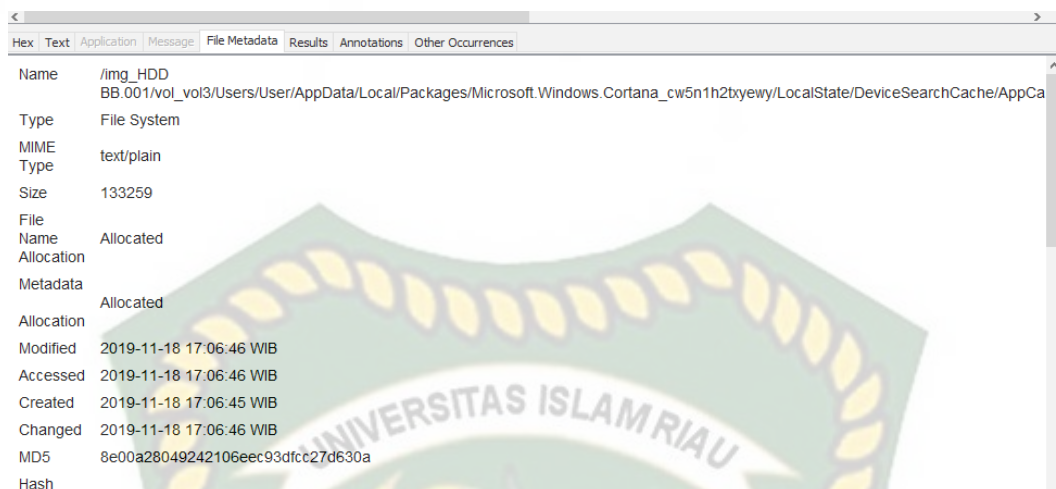 Hex Text Application Message File Metadata Results Annotations Other Occurrences
Name /img_HDD
BB.001/vol_vol3/Users/User/AppData/Local/Packages/Microsoft.Windows.Cortana_cw5n1h2txyewy/LocalState/DeviceSearchCache/AppCa
Type File System
MIME
Type text/plain
Size 133259
File
Name Allocated
Allocation
Metadata
Allocated
Allocation
Modified 2019-11-18 17:06:46 WIB
Accessed 2019-11-18 17:06:46 WIB
Created 2019-11-18 17:06:45 WIB
Changed 2019-11-18 17:06:46 WIB
MD5 8e00a28049242106eec93dfcc27d630a
Hash
UNIVERSITAS ISLAM RIAU